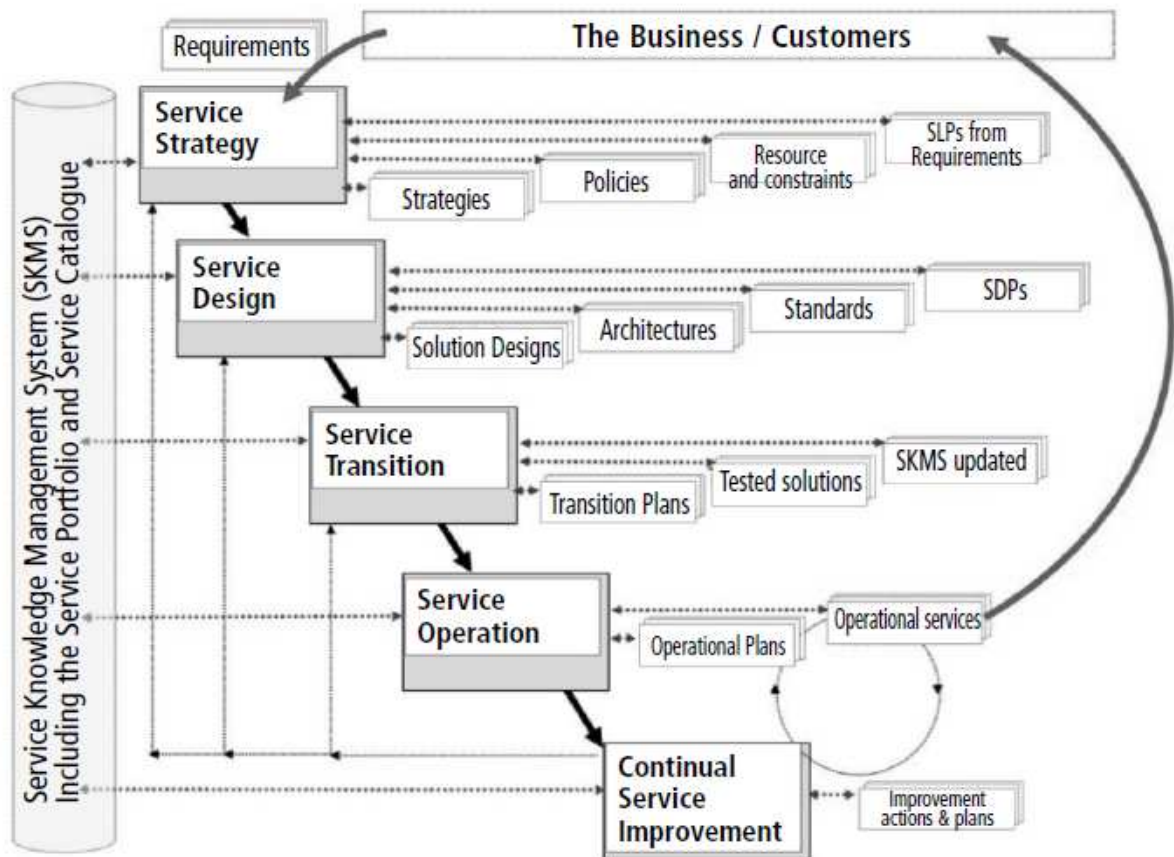 Requirements
The Business / Customers
Service
Strategy
SLPs from
Requirements
Resource
and constraints
Policies
Strategies
Service
Design
SDPs
Standards
Architectures
Solution Designs
Service
Transition
SKMS updated
Tested solutions
Transition Plans
Service
Operation
Operational services
Operational Plans
Continual
Service
Improvement
Improvement
actions & plans
Service Knowledge Management System (SKMS)
Including the Service Portfolio and Service Catalogue